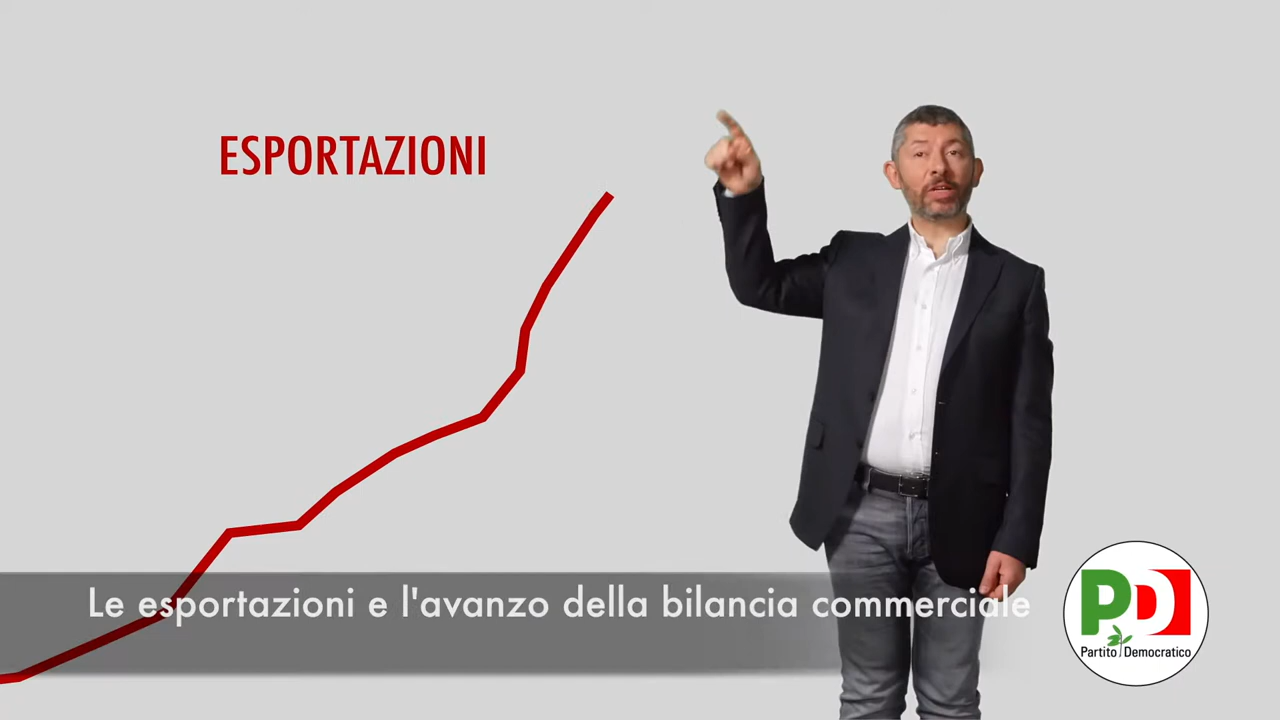 ESPORTAZIONI
Le esportazioni e l'avanzo della bilancia commerciale
PD
Partito Democratico